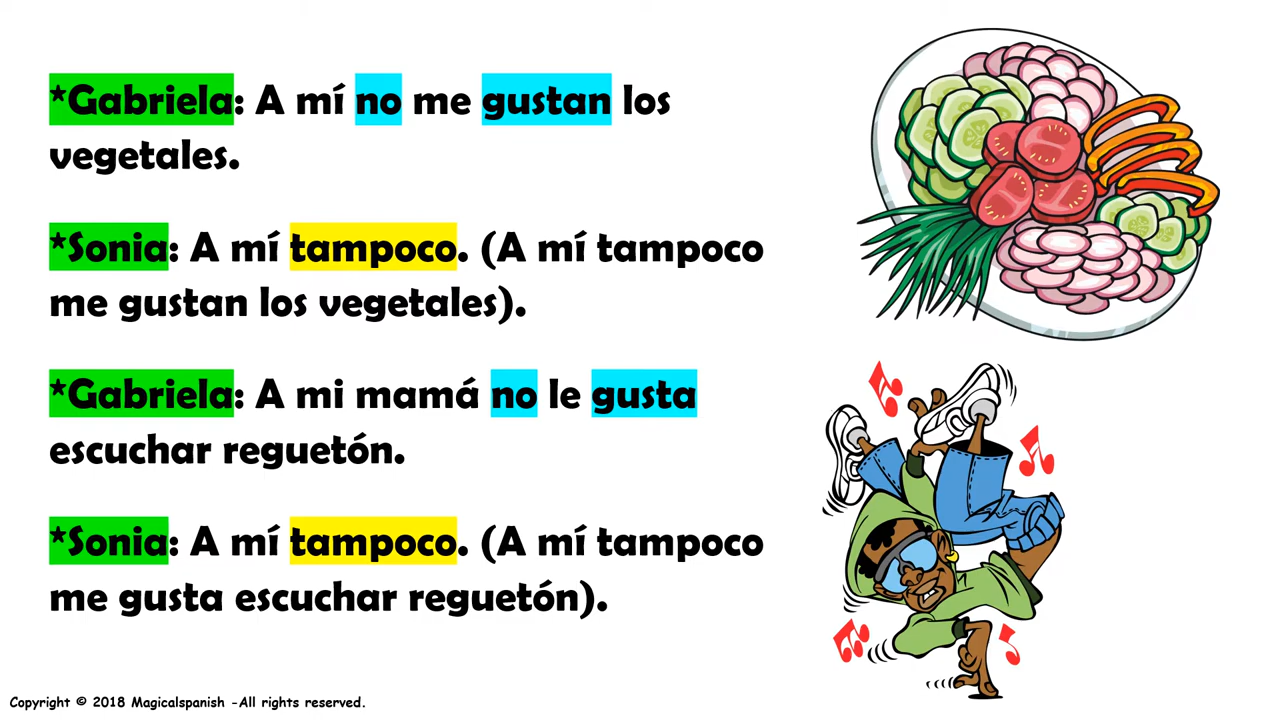 *Gabriela: A mí no me gustan los
vegetales.
*Sonia: A mí tampoco. (A mí tampoco
me gustan los vegetales).
*Gabriela: A mi mamá no le gusta
escuchar reguetón.
*Sonia: A mí tampoco. (A mí tampoco
me gusta escuchar reguetón).
Copyright © 2018 Magicalspanish -All rights reserved.